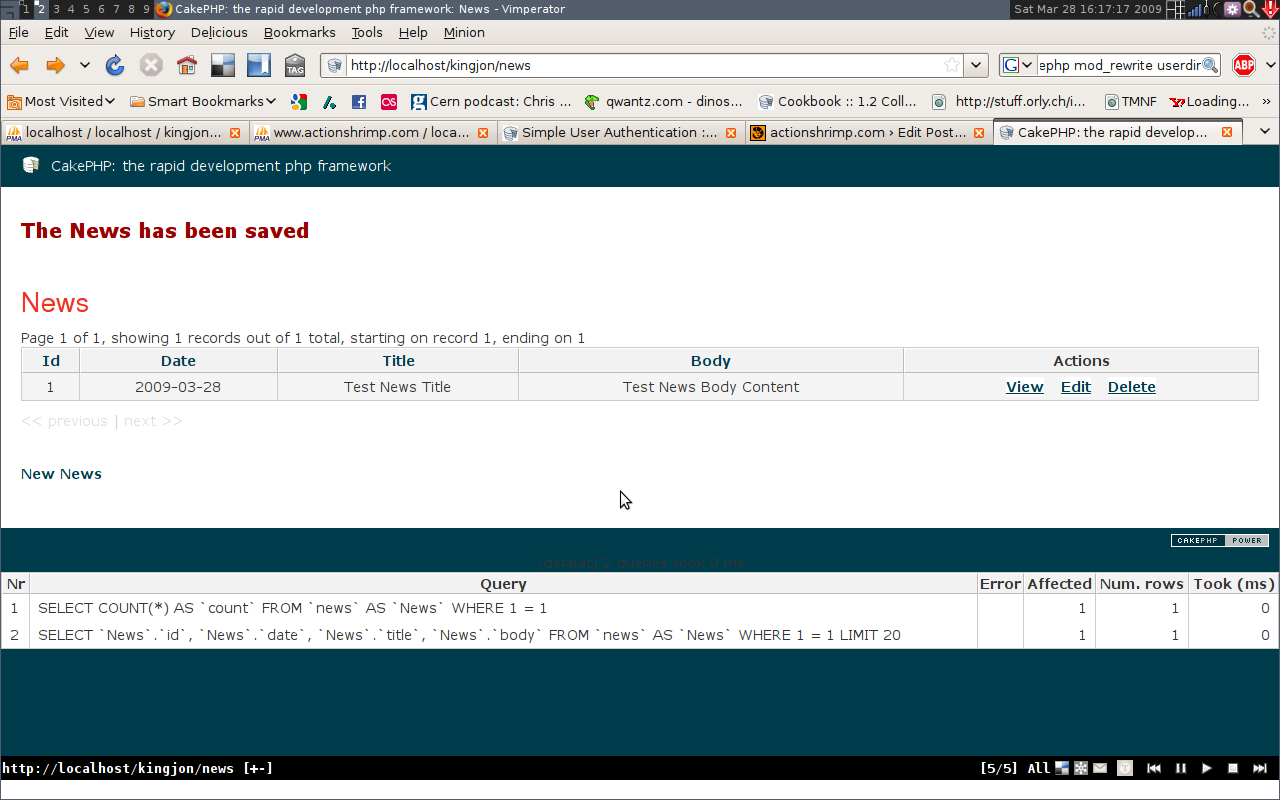 1 2 3 4 5 6 7 8 9 CakePHP: the rapid development php framework: News - Vimperator Sat Mar 28 16:17:17 2009
File Edit View History Delicious Bookmarks Tools Help Minion
TAG http://localhost/kingjon/news G ephp mod_rewrite userdir ABP
Most Visited Smart Bookmarks Cern podcast: Chris ... qwantz.com - dinos... Cookbook :: 1.2 Coll... http://stuff.orly.ch/i... TMNF Loading... »
PMA localhost / localhost / kingjon... PMA www.actionshrimp.com / loca... Simple User Authentication :... actionshrimp.com › Edit Post... CakePHP: the rapid develop...
CakePHP: the rapid development php framework
The News has been saved
News
Page 1 of 1, showing 1 records out of 1 total, starting on record 1, ending on 1
Id Date Title Body Actions
1 2009-03-28 Test News Title Test News Body Content View Edit Delete
<< previous | next >>
New News
CAKEPHP POWER
(default) 2 queries took 0 ms
Nr Query Error Affected Num. rows Took (ms)
1 SELECT COUNT(*) AS `count` FROM `news` AS `News` WHERE 1 = 1 1 1 0
2 SELECT `News`.`id`, `News`.`date`, `News`.`title`, `News`.`body` FROM `news` AS `News` WHERE 1 = 1 LIMIT 20 1 1 0
http://localhost/kingjon/news [+-] [5/5] All